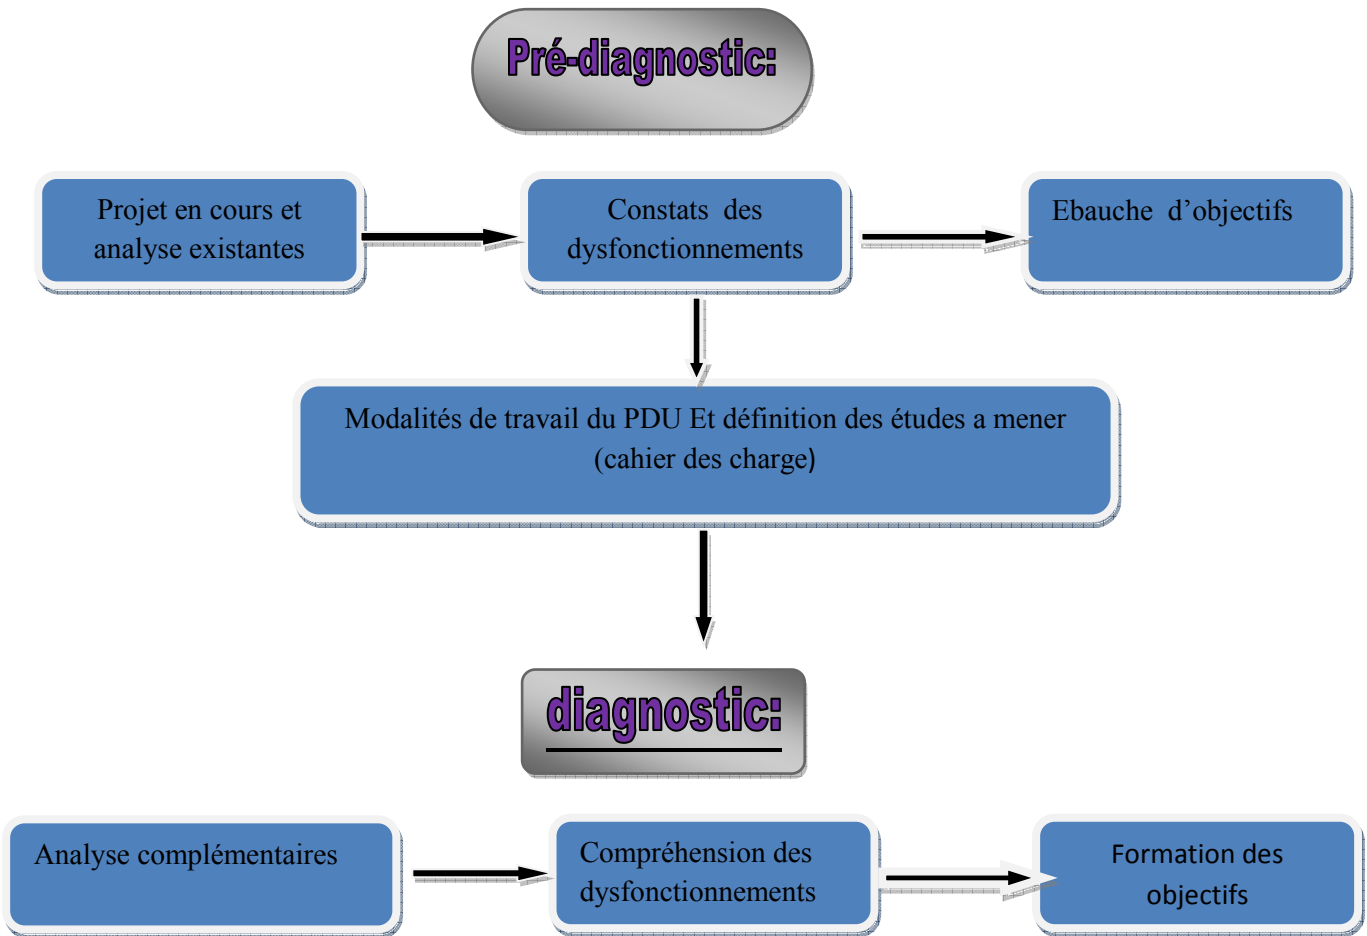 Pré-diagnostic:
Projet en cours et
analyse existantes
Constats des
dysfonctionnements
Ebauche d’objectifs
Modalités de travail du PDU Et définition des études a mener
(cahier des charge)
diagnostic:
Analyse complémentaires
Compréhension des
dysfonctionnements
Formation des
objectifs